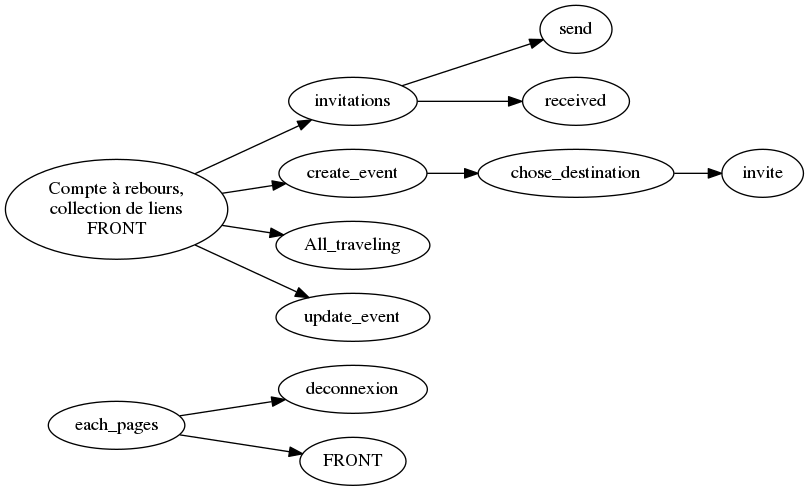 send
invitations
received
create_event
chose_destination
invite
Compte à rebours,
collection de liens
FRONT
All_traveling
update_event
deconnexion
each_pages
FRONT